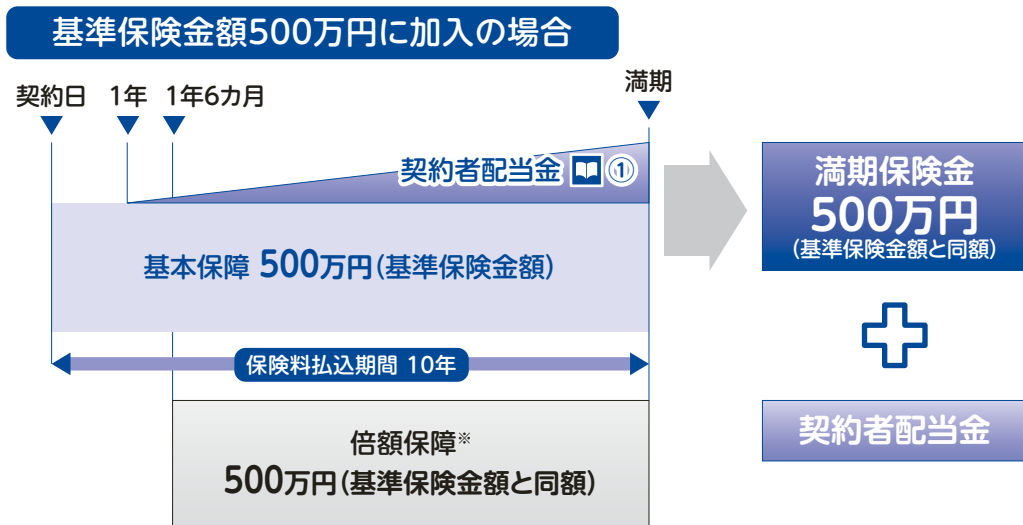 基準保険金額500万円に加入の場合
契約日 1年 1年6カ月
満期
契約者配当金 ①
基本保障 500万円(基準保険金額)
保険料払込期間 10年
倍額保障※
500万円(基準保険金額と同額)
満期保険金
500万円
(基準保険金額と同額)
契約者配当金